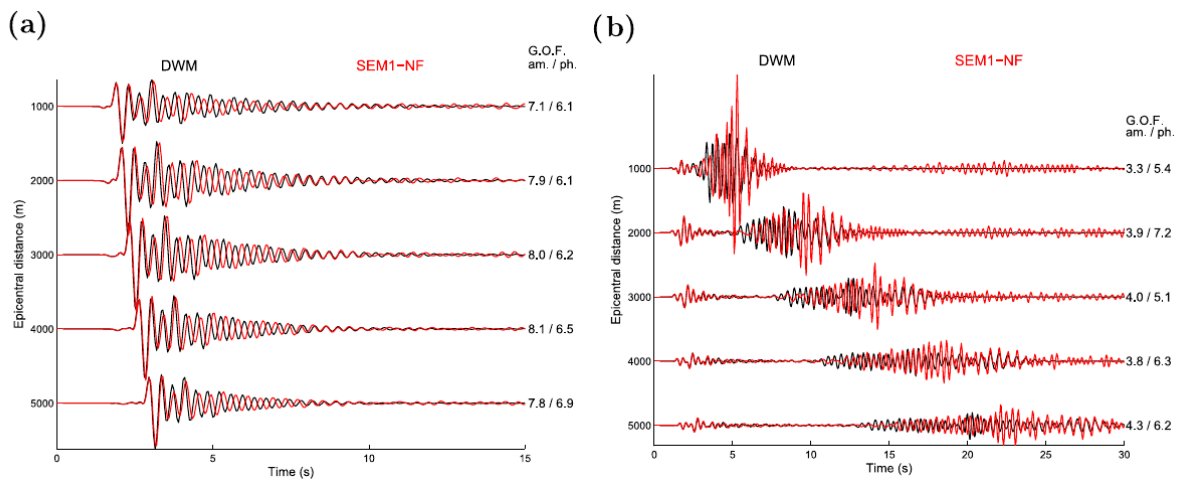 (a)
G.O.F.
DWM SEM1-NF am. / ph.
1000 7.1 / 6.1
2000 7.9 / 6.1
3000 8.0 / 6.2
4000 8.1 / 6.5
5000 7.8 / 6.9
Epicentral distance (m)
0 5 10 15
Time (s)
(b)
DWM SEM1-NF
G.O.F.
am. / ph.
1000 3.3 / 5.4
2000 3.9 / 7.2
3000 4.0 / 5.1
4000 3.8 / 6.3
5000 4.3 / 6.2
Epicentral distance (m)
0 5 10 15 20 25 30
Time (s)